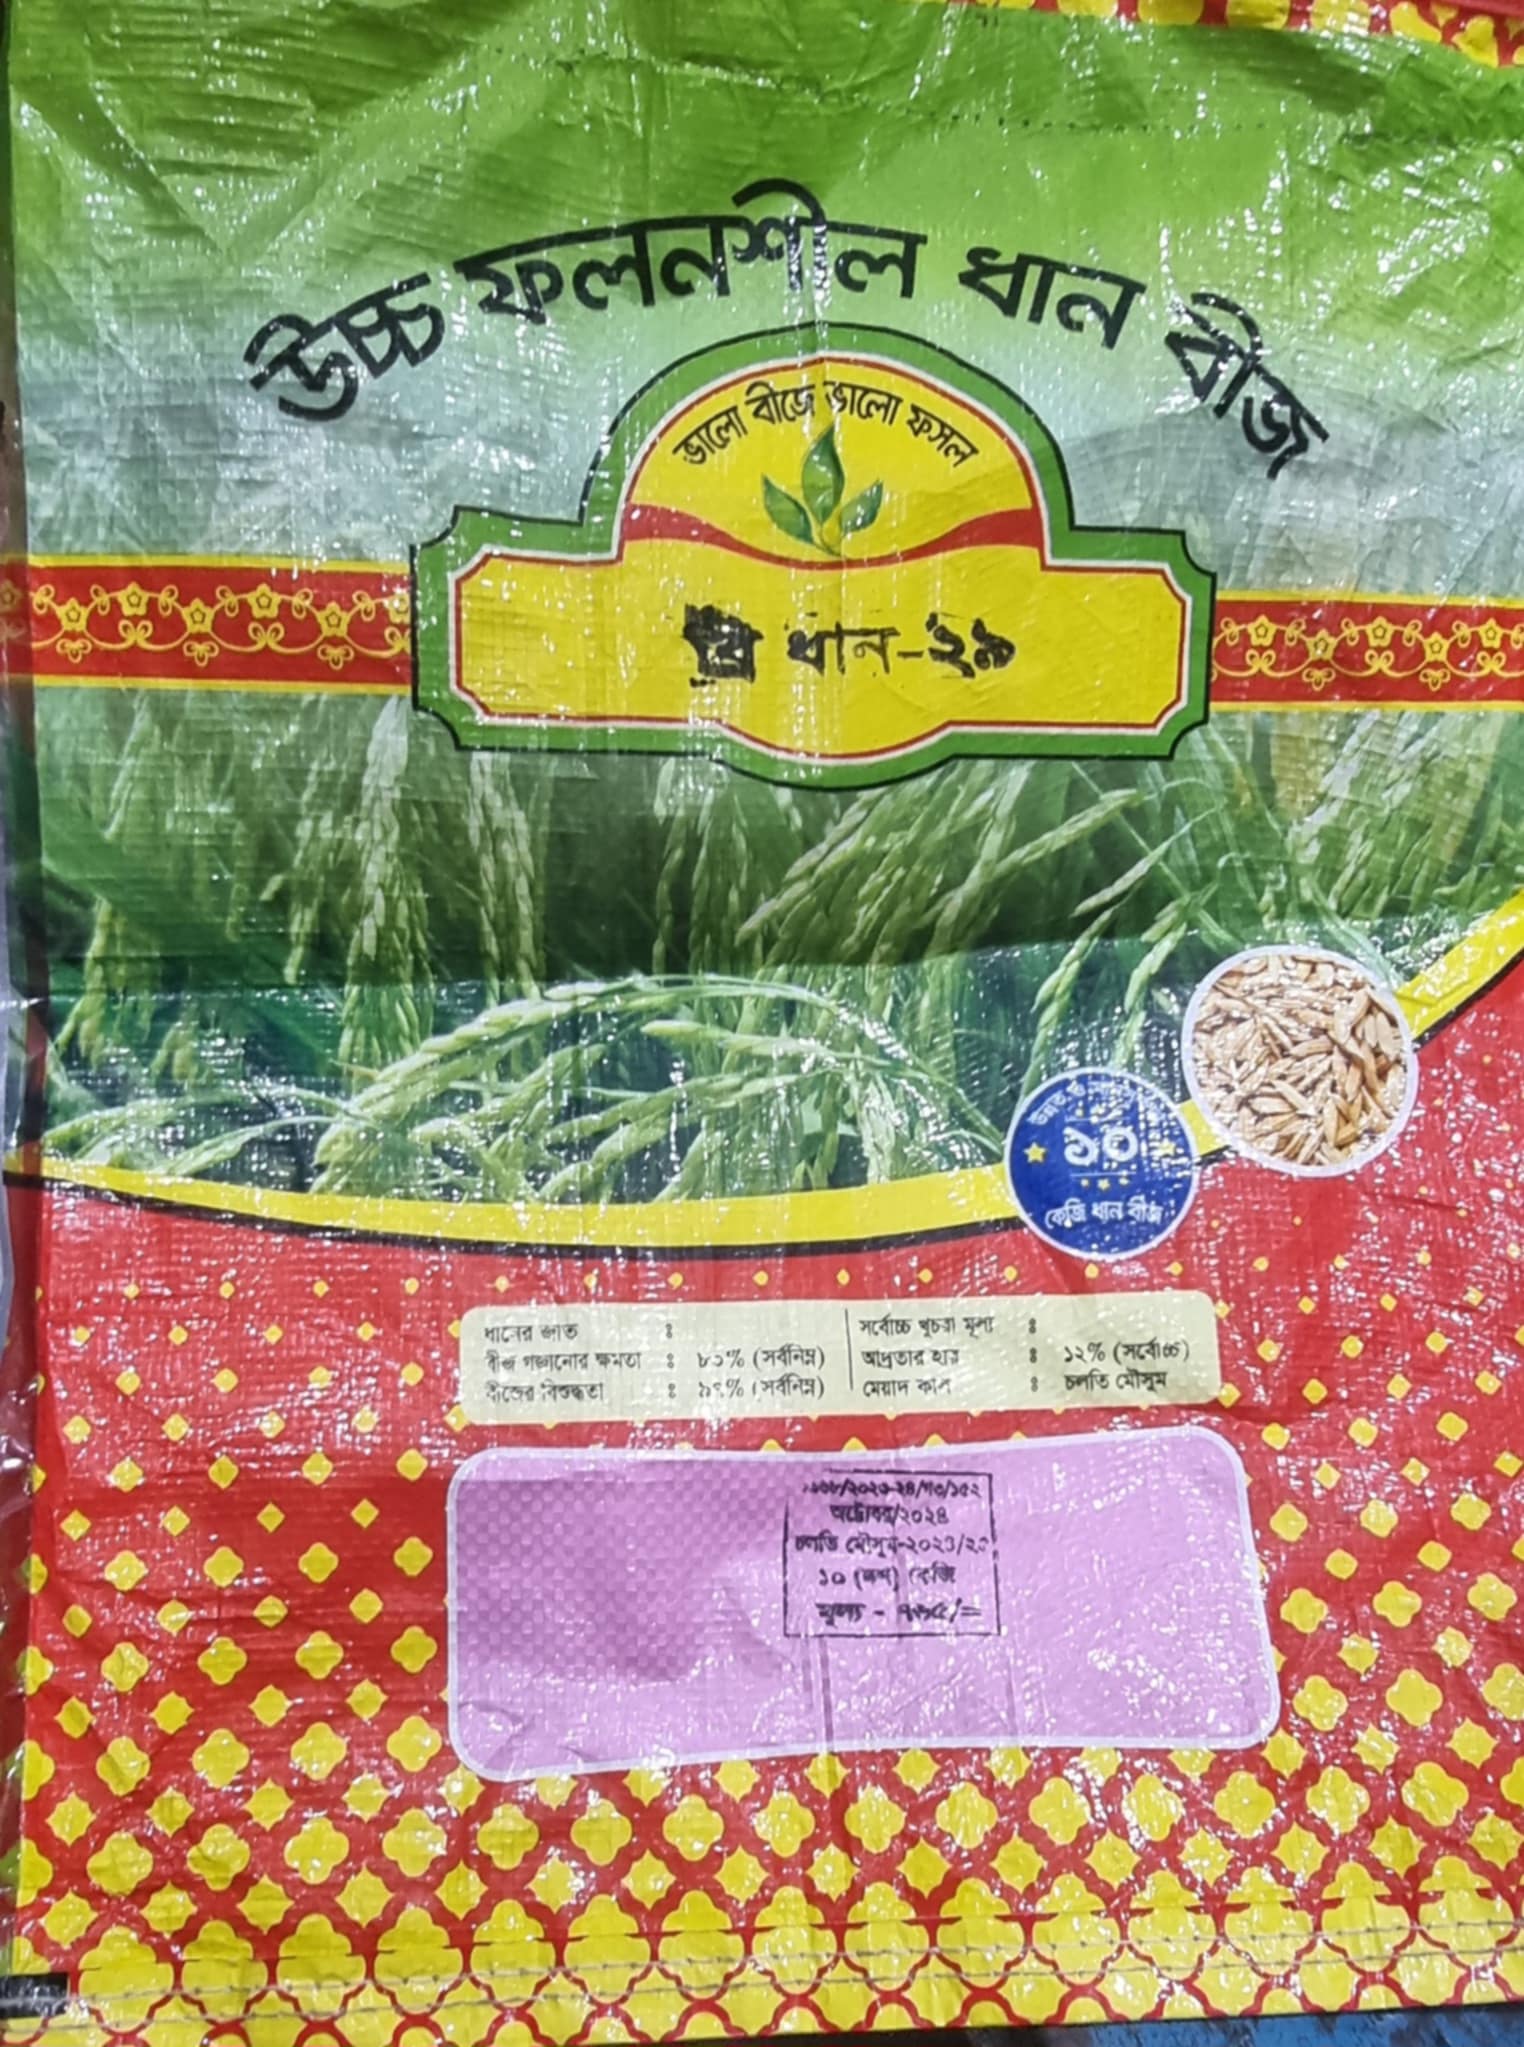 উচ্চ ফলনশীল ধান বীজ
ভালো বীজে ভালো ফসল
ব্রি ধান-২৯
১০
কেজি ধান বীজ
ধানের জাত :
বীজ গজানোর ক্ষমতা : ৮০% (সর্বনিম্ন)
বীজের বিশুদ্ধতা : % (সর্বনিম্ন)
সর্বোচ্চ খুচরা মূল্য :
আদ্রতার হার : ১২% (সর্বোচ্চ)
মেয়াদ কাল : চলতি মৌসুম
অক্টোবর/২০২৪
চলতি মৌসুম
১০ (দশ) কেজি
মূল্য -